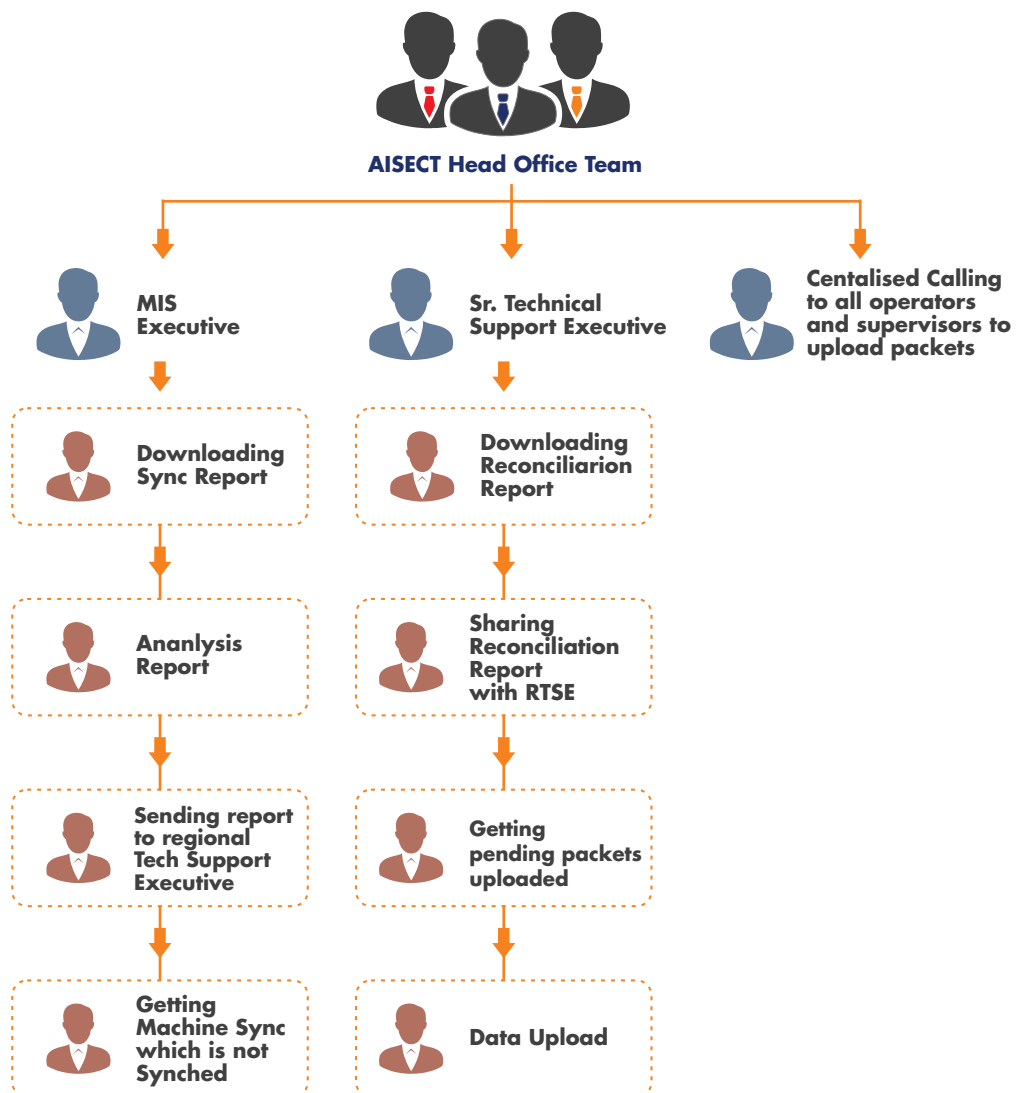 AISECT Head Office Team
MIS
Executive
Sr. Technical
Support Executive
Centalised Calling
to all operators
and supervisors to
upload packets
Downloading
Sync Report
Downloading
Reconciliarion
Report
Ananlysis
Report
Sharing
Reconciliation
Report
with RTSE
Sending report
to regional
Tech Support
Executive
Getting
pending packets
uploaded
Getting
Machine Sync
which is not
Synched
Data Upload